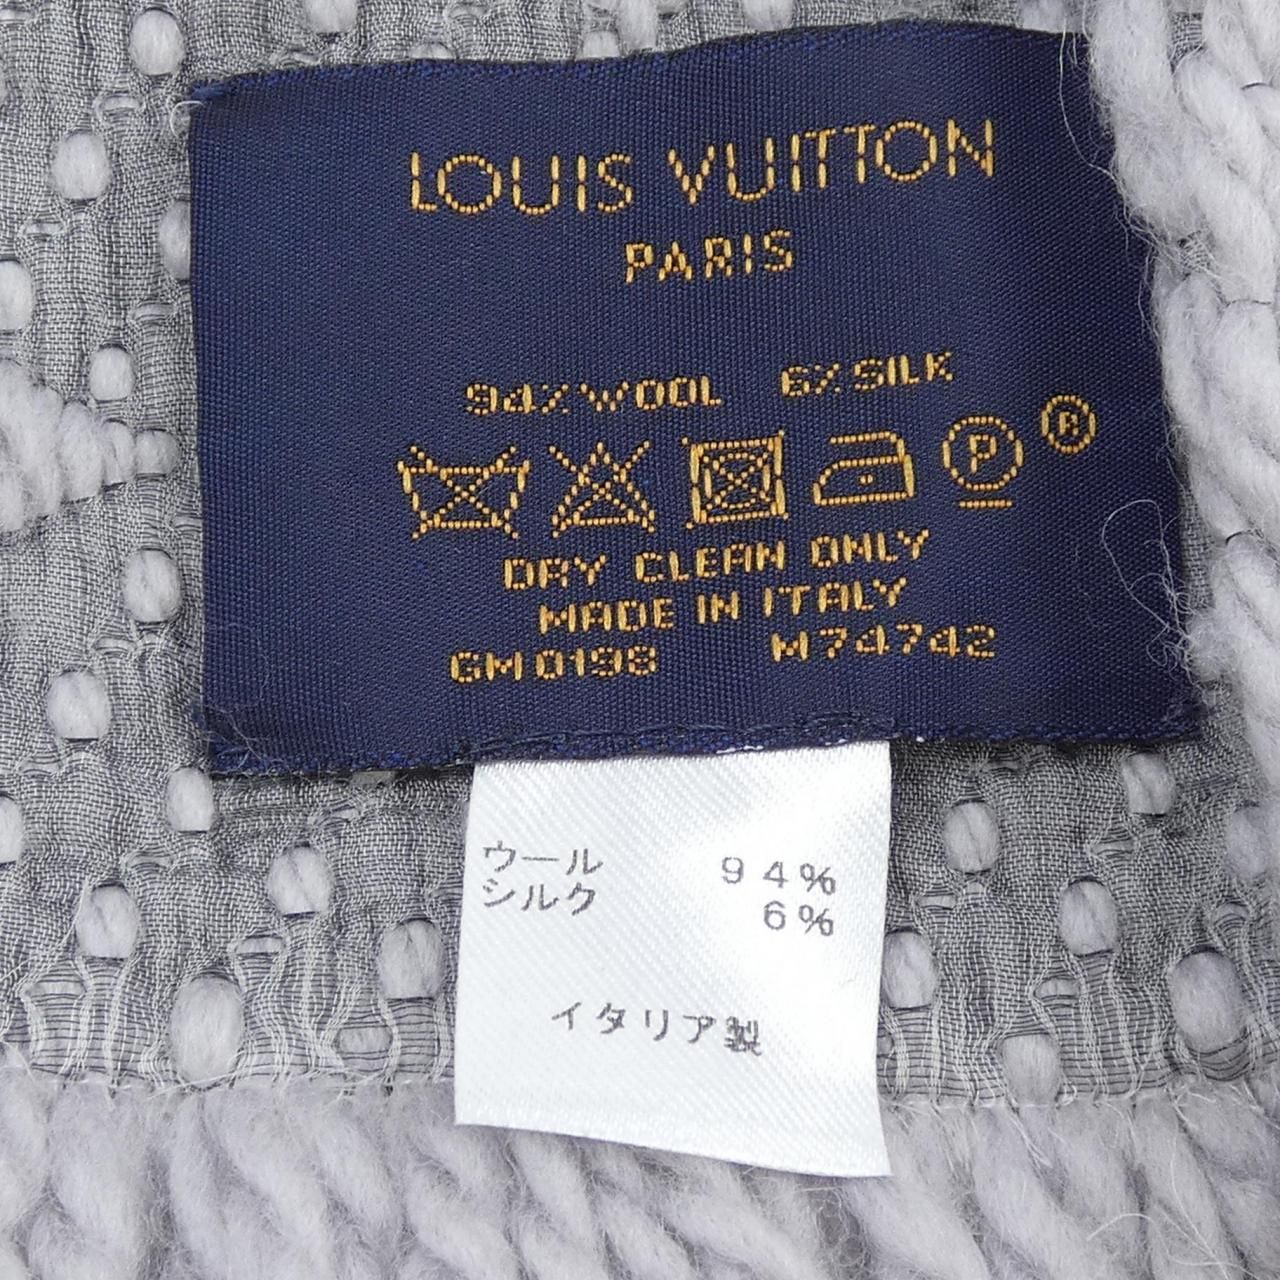 LOUIS VUITTON
PARIS
94% WOOL 6% SILK
P ®
DRY CLEAN ONLY
MADE IN ITALY
GM0198 M74742
ウール 94%
シルク 6%
イタリア製